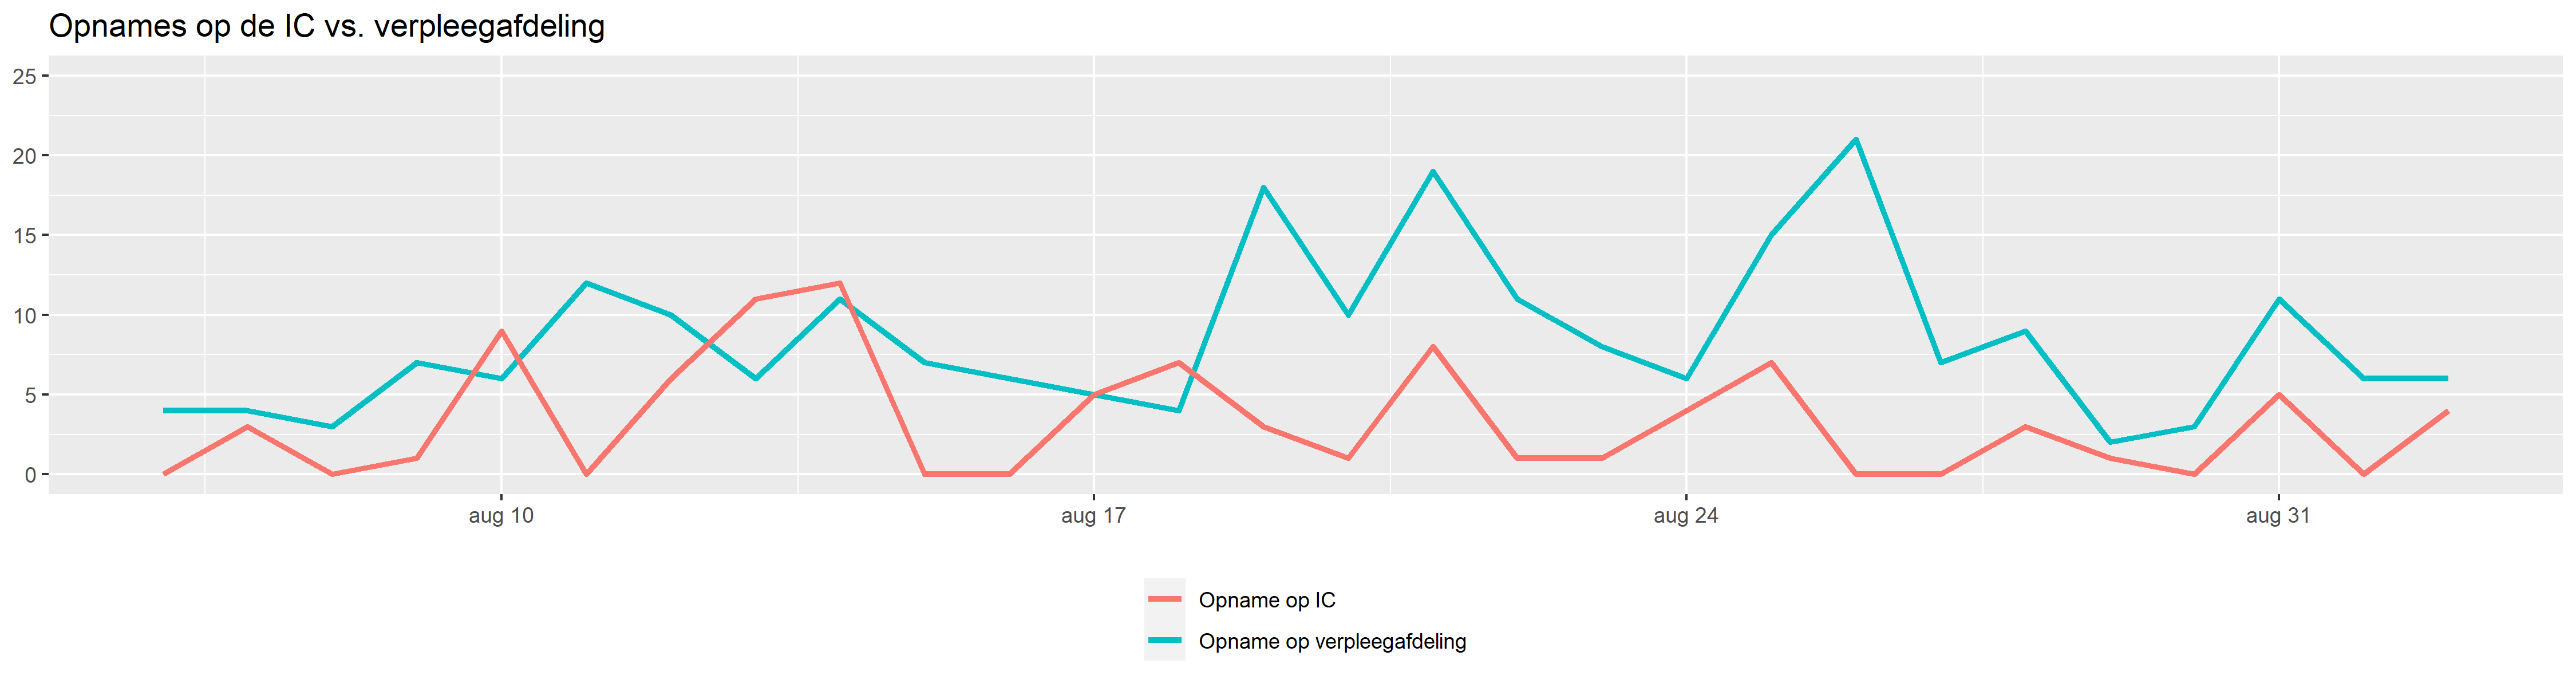 Opnames op de IC vs. verpleegafdeling
25
20
15
10
5
0
aug 10 aug 17 aug 24 aug 31
Opname op IC
Opname op verpleegafdeling